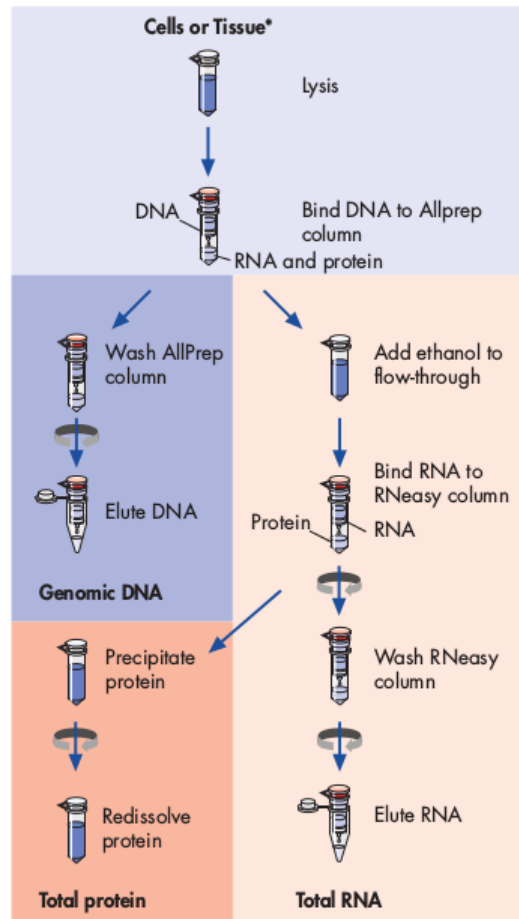 Cells or Tissue*
Lysis
DNA
Bind DNA to Allprep
column
RNA and protein
Wash AllPrep
column
Elute DNA
Genomic DNA
Add ethanol to
flow-through
Bind RNA to
RNeasy column
Protein
RNA
Wash RNeasy
column
Elute RNA
Total RNA
Precipitate
protein
Redissolve
protein
Total protein